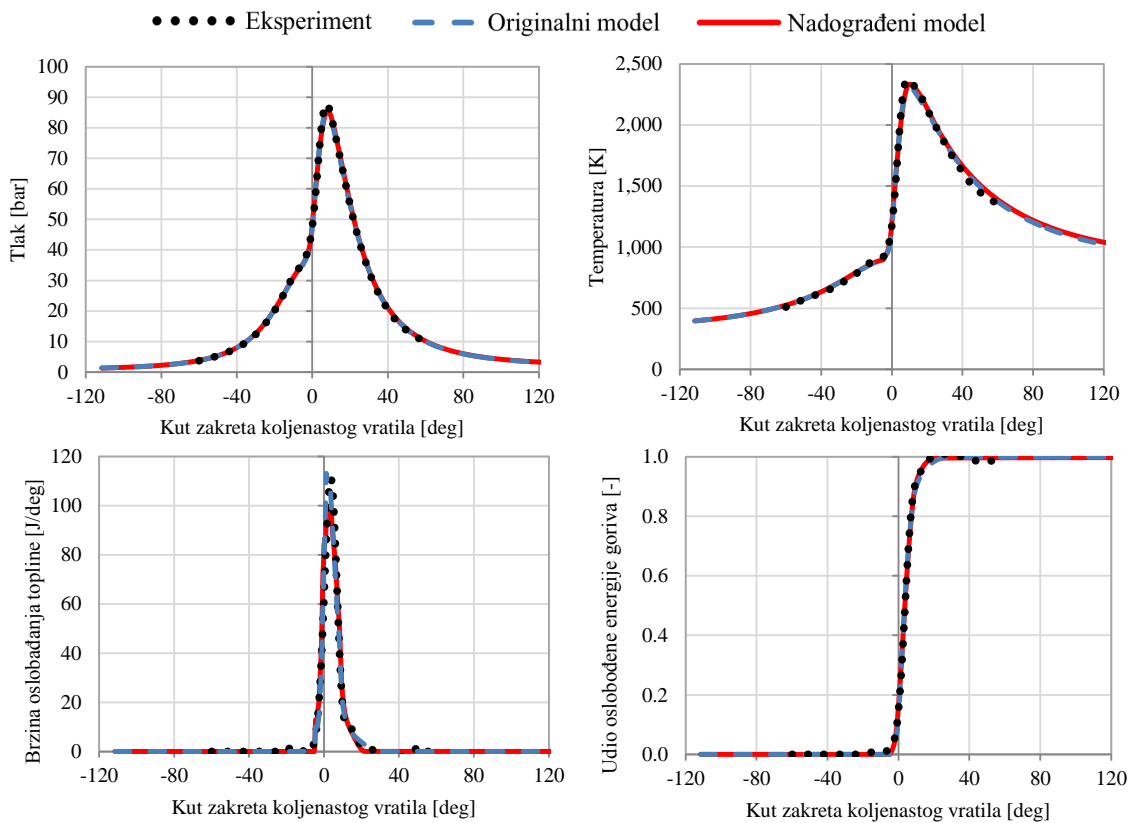 Eksperiment Originalni model Nadograđeni model
Tlak [bar]
100
90
80
70
60
50
40
30
20
10
0
-120 -80 -40 0 40 80 120
Kut zakreta koljenastog vratila [deg]
Temperatura [K]
2,500
2,000
1,500
1,000
500
0
-120 -80 -40 0 40 80 120
Kut zakreta koljenastog vratila [deg]
Brzina oslobađanja topline [J/deg]
120
100
80
60
40
20
0
-120 -80 -40 0 40 80 120
Kut zakreta koljenastog vratila [deg]
Udio oslobođene energije goriva [-]
1.0
0.8
0.6
0.4
0.2
0.0
-120 -80 -40 0 40 80 120
Kut zakreta koljenastog vratila [deg]